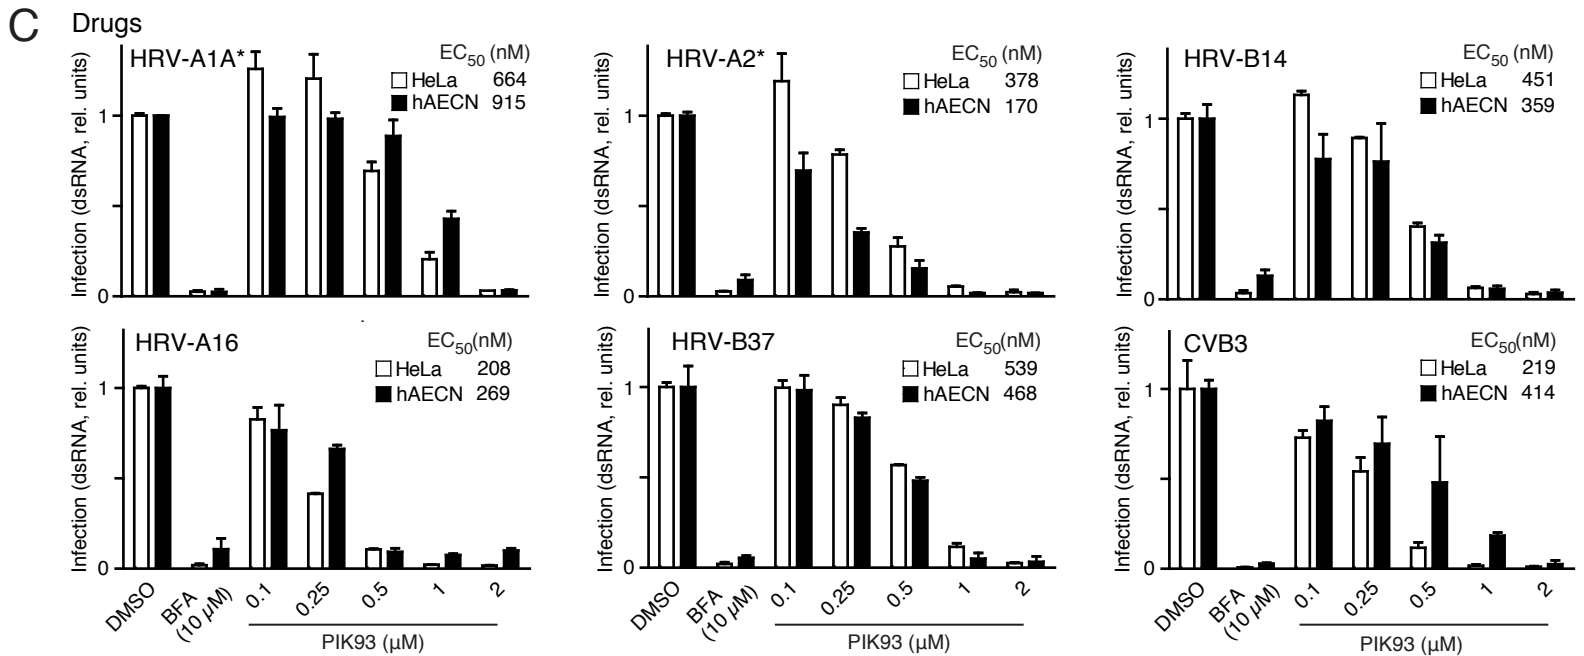 C Drugs
HRV-A1A*
EC50 (nM)
HeLa 664
hAECN 915
Infection (dsRNA, rel. units)
1
0
HRV-A2*
EC50 (nM)
HeLa 378
hAECN 170
Infection (dsRNA, rel. units)
1
0
HRV-B14
EC50 (nM)
HeLa 451
hAECN 359
Infection (dsRNA, rel. units)
1
0
HRV-A16
EC50(nM)
HeLa 208
hAECN 269
Infection (dsRNA, rel. units)
1
0
DMSO
BFA
(10 µM)
0.1
0.25
0.5
1
2
PIK93 (µM)
HRV-B37
EC50(nM)
HeLa 539
hAECN 468
Infection (dsRNA, rel. units)
1
0
DMSO
BFA
(10 µM)
0.1
0.25
0.5
1
2
PIK93 (µM)
CVB3
EC50(nM)
HeLa 219
hAECN 414
Infection (dsRNA, rel. units)
1
0
DMSO
BFA
(10 µM)
0.1
0.25
0.5
1
2
PIK93 (µM)